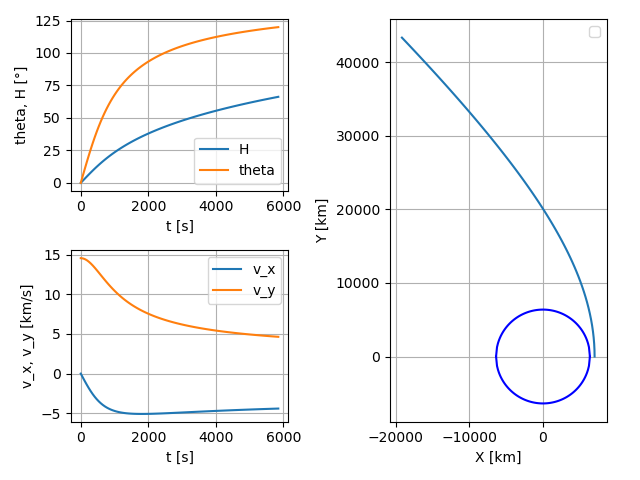 125
100
75
50
25
0
theta, H [°]
H
theta
0
2000
4000
6000
t [s]
15
10
5
0
−5
v_x, v_y [km/s]
v_x
v_y
0
2000
4000
6000
t [s]
40000
30000
20000
10000
0
Y [km]
−20000
−10000
0
X [km]